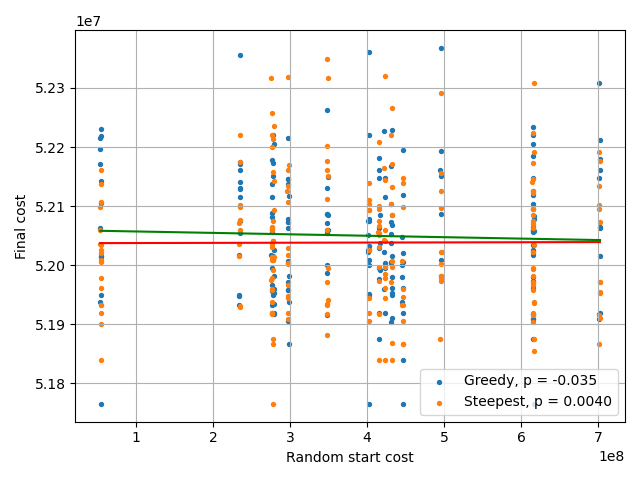 1e7
5.23
5.22
5.21
5.20
5.19
5.18
Final cost
Greedy, p = -0.035
Steepest, p = 0.0040
1 2 3 4 5 6 7
1e8
Random start cost